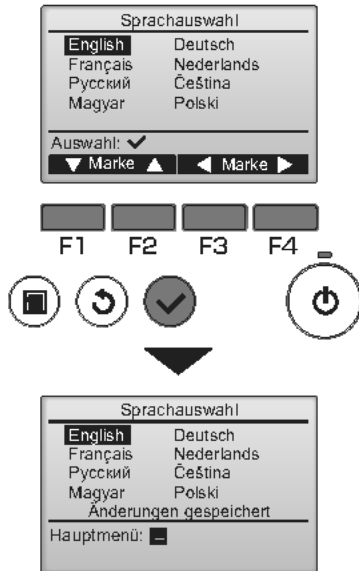 Sprachauswahl
English Deutsch
Français Nederlands
Русский Čeština
Magyar Polski
Auswahl:
Marke Marke
F1 F2 F3 F4
Sprachauswahl
English Deutsch
Français Nederlands
Русский Čeština
Magyar Polski
Änderungen gespeichert
Hauptmenü: